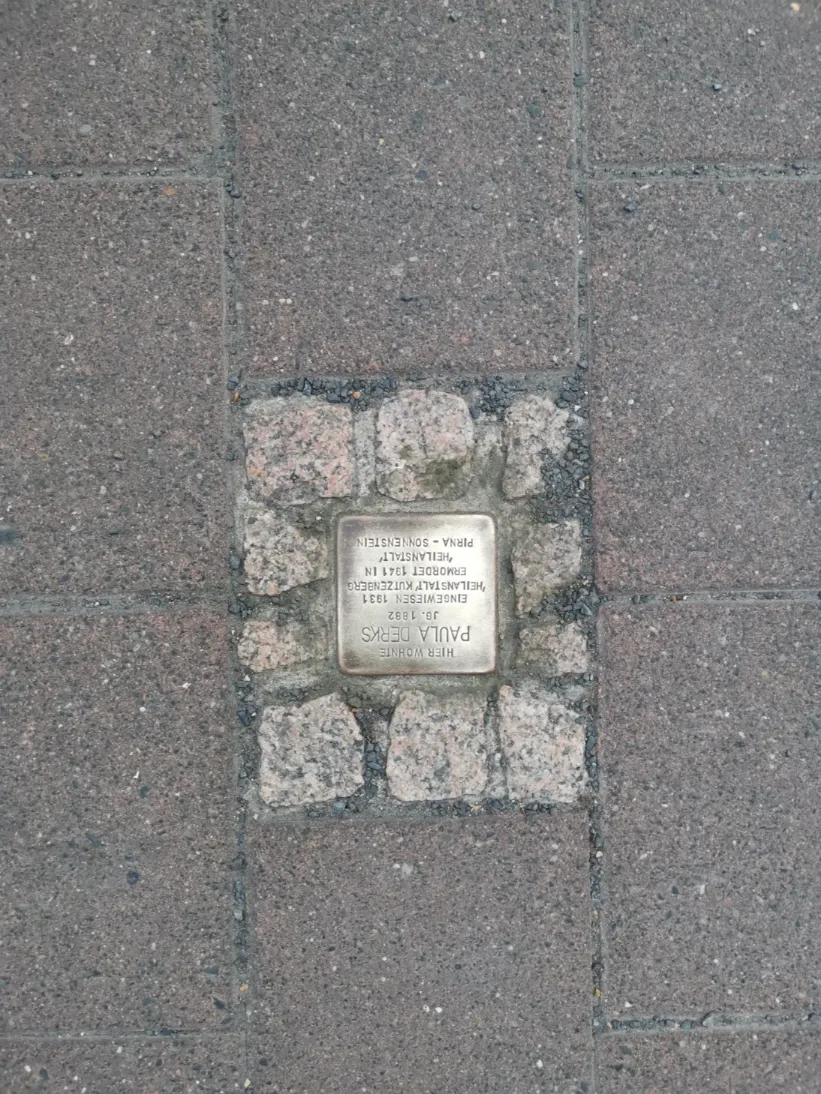 HIER WOHNTE
PAULA DERKS
JG. 1882
EINGEWIESEN 1931
'HEILANSTALT' KUTZENBERG
ERMORDET 1941 IN
'HEILANSTALT'
PIRNA - SONNENSTEIN